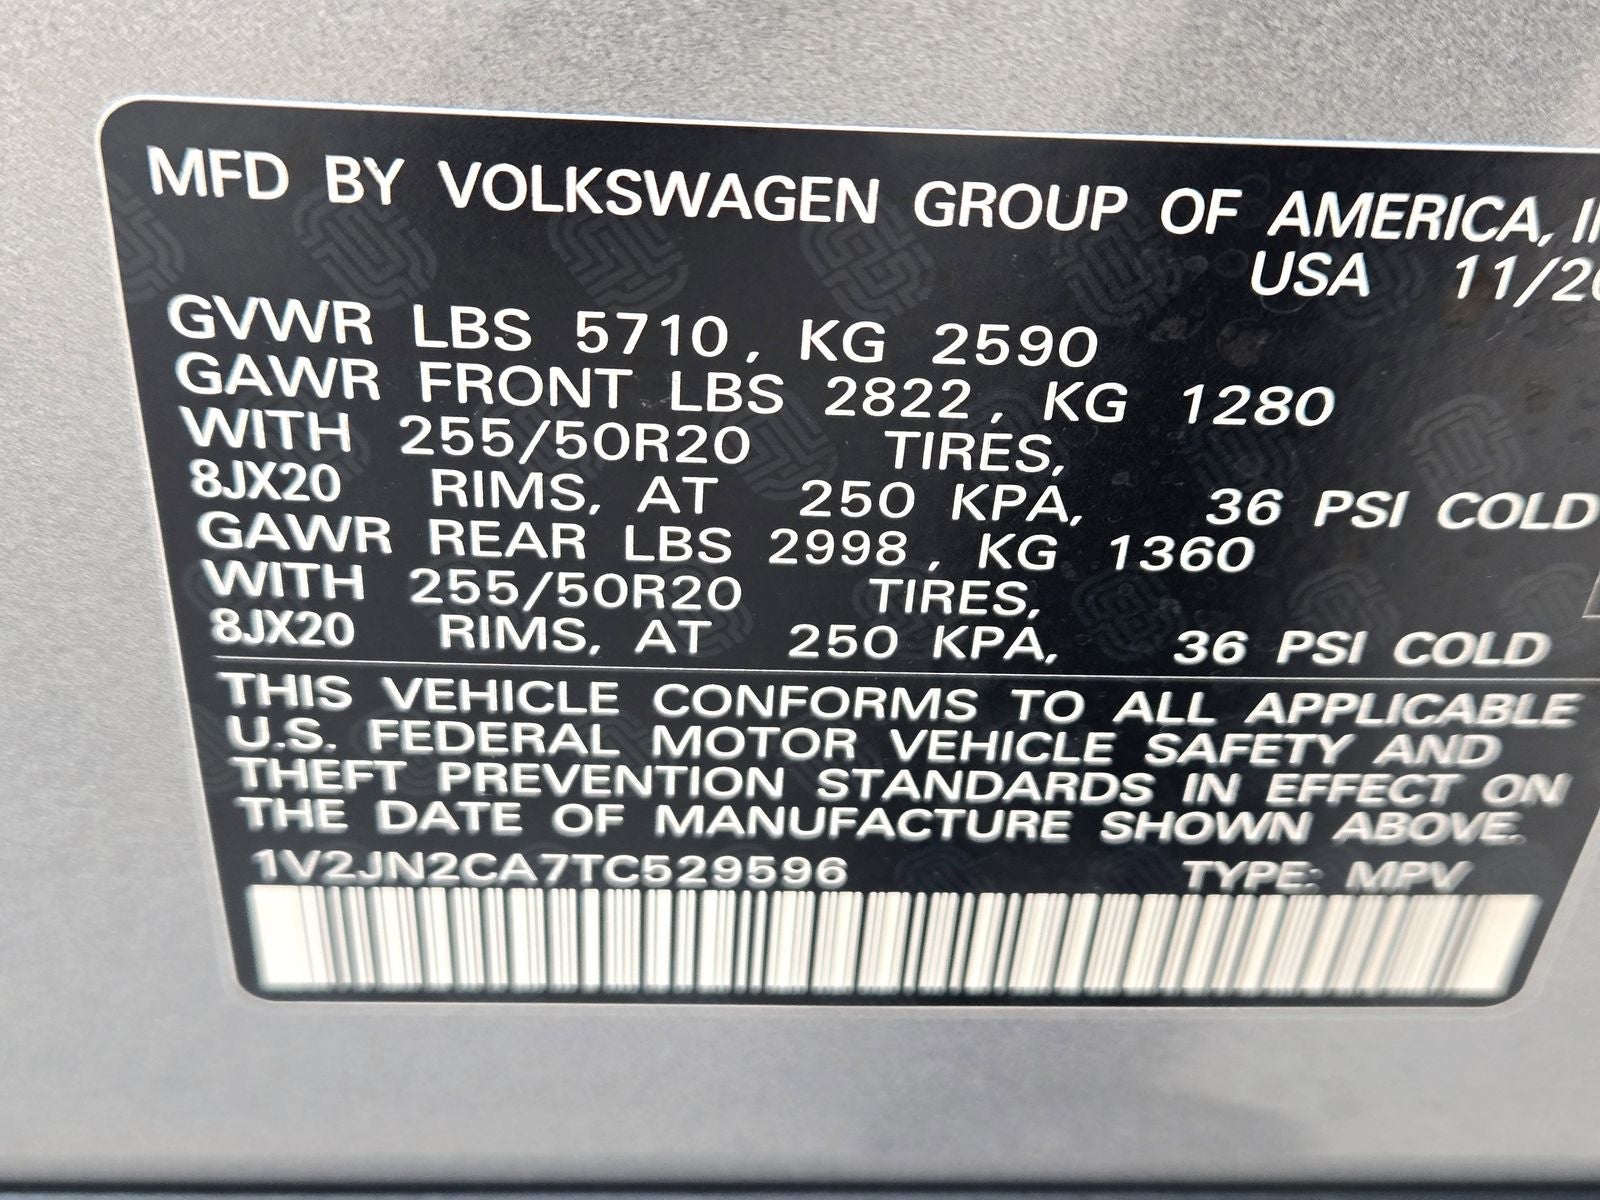 MFD BY VOLKSWAGEN GROUP OF AMERICA,
USA 11/20
GVWR LBS 5710, KG 2590
GAWR FRONT LBS 2822, KG 1280
WITH 255/50R20 TIRES,
8JX20 RIMS, AT 250 KPA, 36 PSI COLD
GAWR REAR LBS 2998, KG 1360
WITH 255/50R20 TIRES,
8JX20 RIMS, AT 250 KPA, 36 PSI COLD
THIS VEHICLE CONFORMS TO ALL APPLICABLE
U.S. FEDERAL MOTOR VEHICLE SAFETY AND
THEFT PREVENTION STANDARDS IN EFFECT ON
THE DATE OF MANUFACTURE SHOWN ABOVE.
1V2JN2CA7TC529596 TYPE: MPV